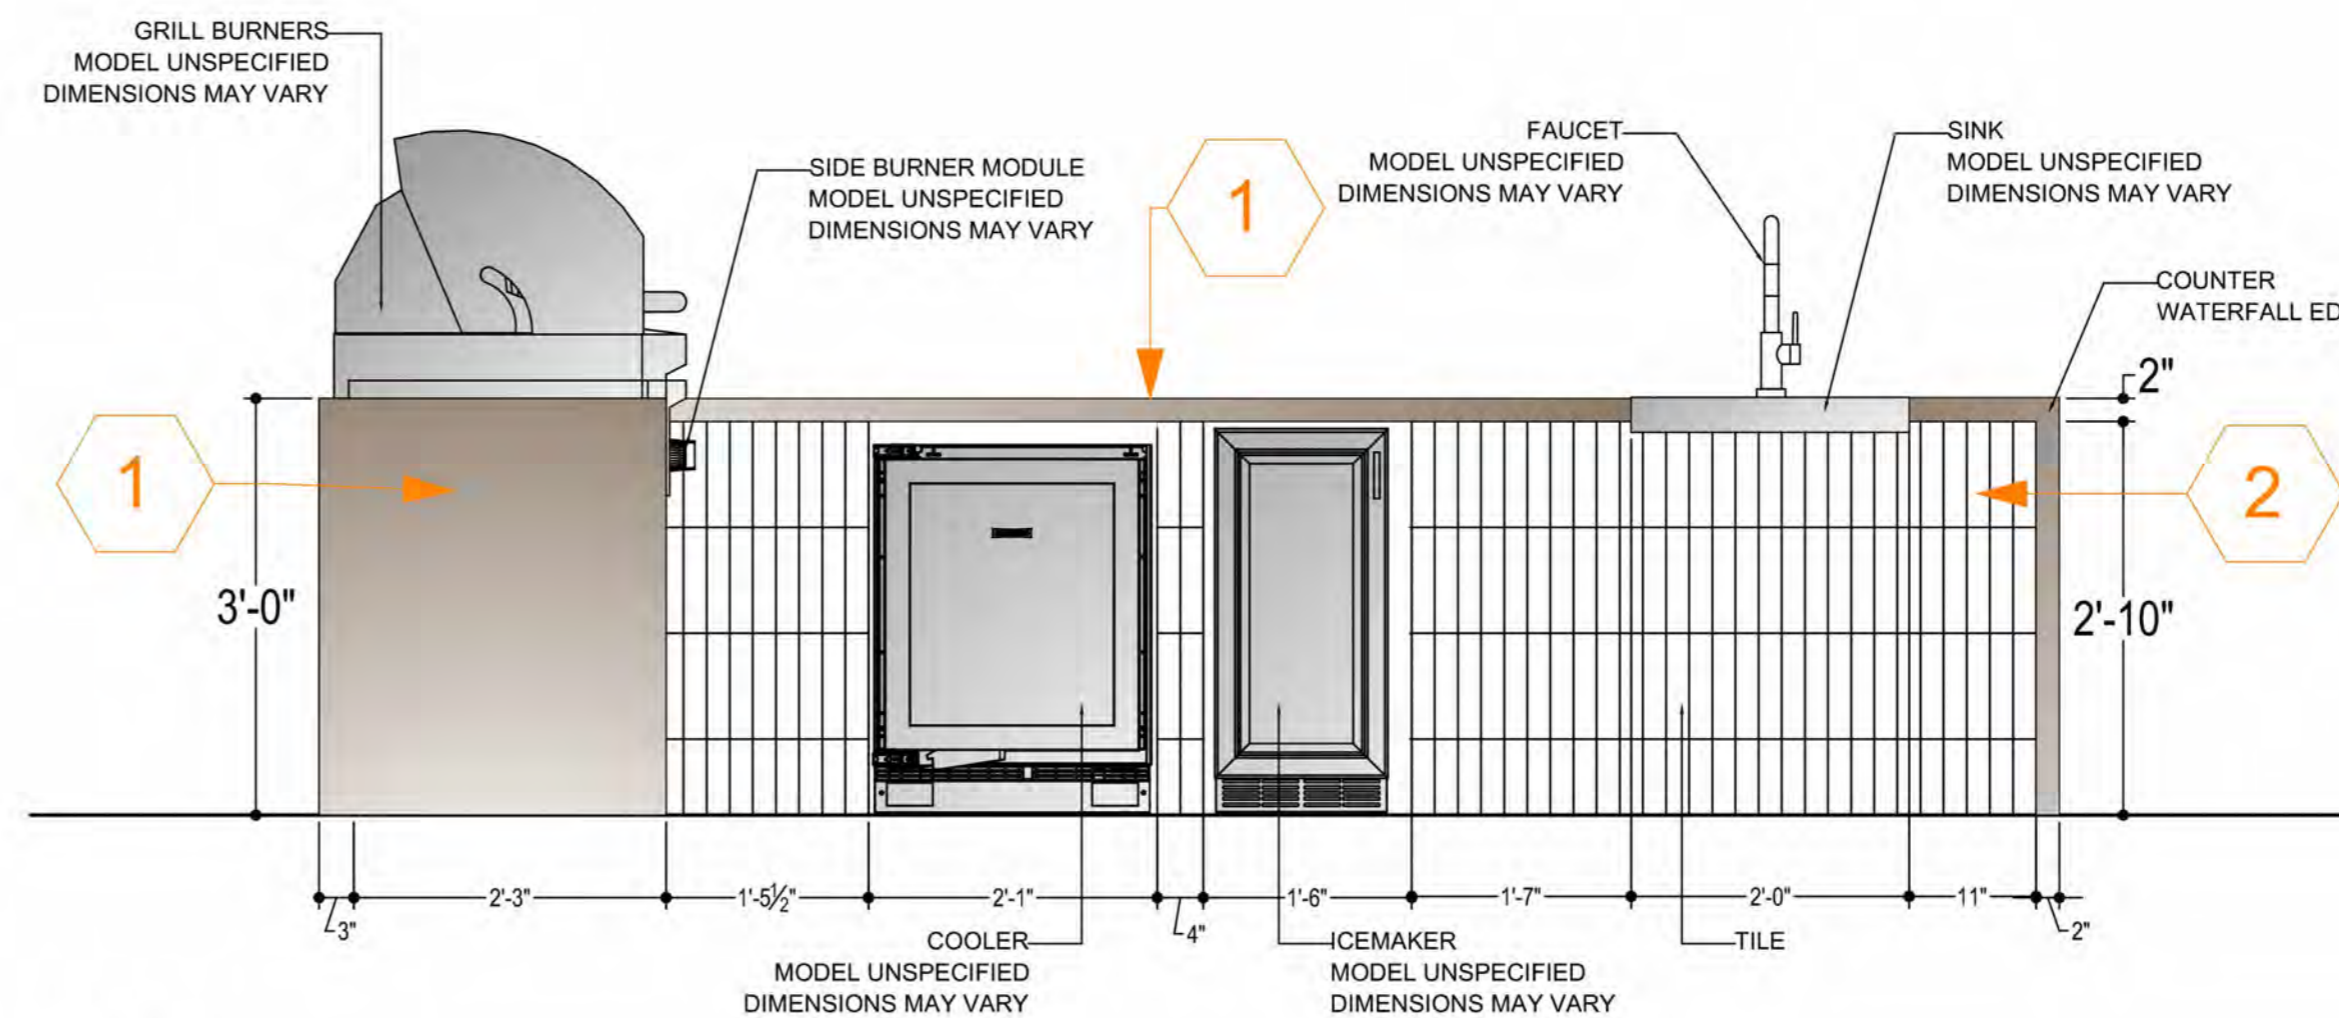 GRILL BURNERS
MODEL UNSPECIFIED
DIMENSIONS MAY VARY
SIDE BURNER MODULE
MODEL UNSPECIFIED
DIMENSIONS MAY VARY
1
FAUCET
MODEL UNSPECIFIED
DIMENSIONS MAY VARY
SINK
MODEL UNSPECIFIED
DIMENSIONS MAY VARY
COUNTER
WATERFALL ED
2"
1
2
3'-0"
2'-10"
3"
2'-3"
1'-5½"
2'-1"
4"
1'-6"
1'-7"
2'-0"
11"
2"
COOLER
MODEL UNSPECIFIED
DIMENSIONS MAY VARY
ICEMAKER
MODEL UNSPECIFIED
DIMENSIONS MAY VARY
TILE